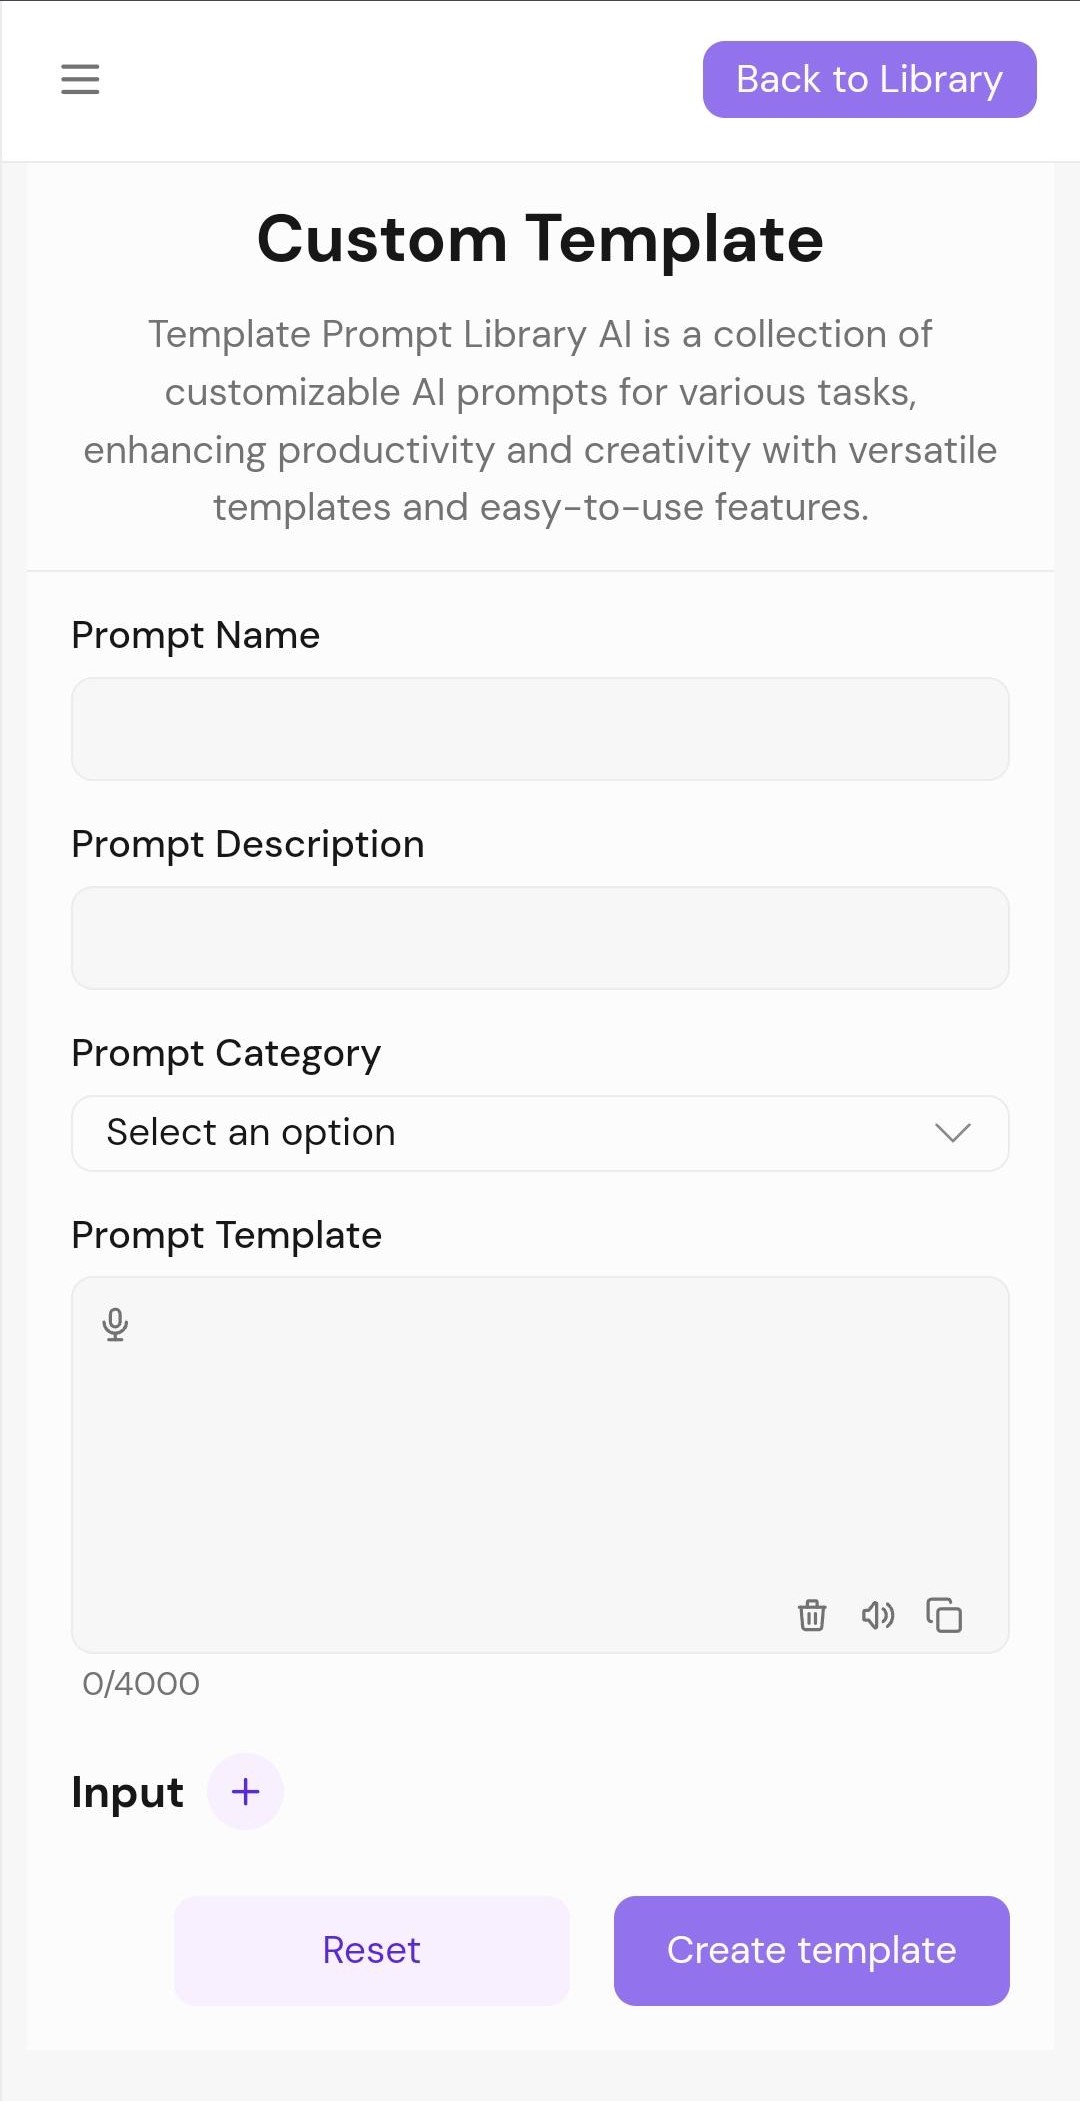 Back to Library
Custom Template
Template Prompt Library AI is a collection of
customizable AI prompts for various tasks,
enhancing productivity and creativity with versatile
templates and easy-to-use features.
Prompt Name
Prompt Description
Prompt Category
Select an option
Prompt Template
0/4000
Input
Reset
Create template